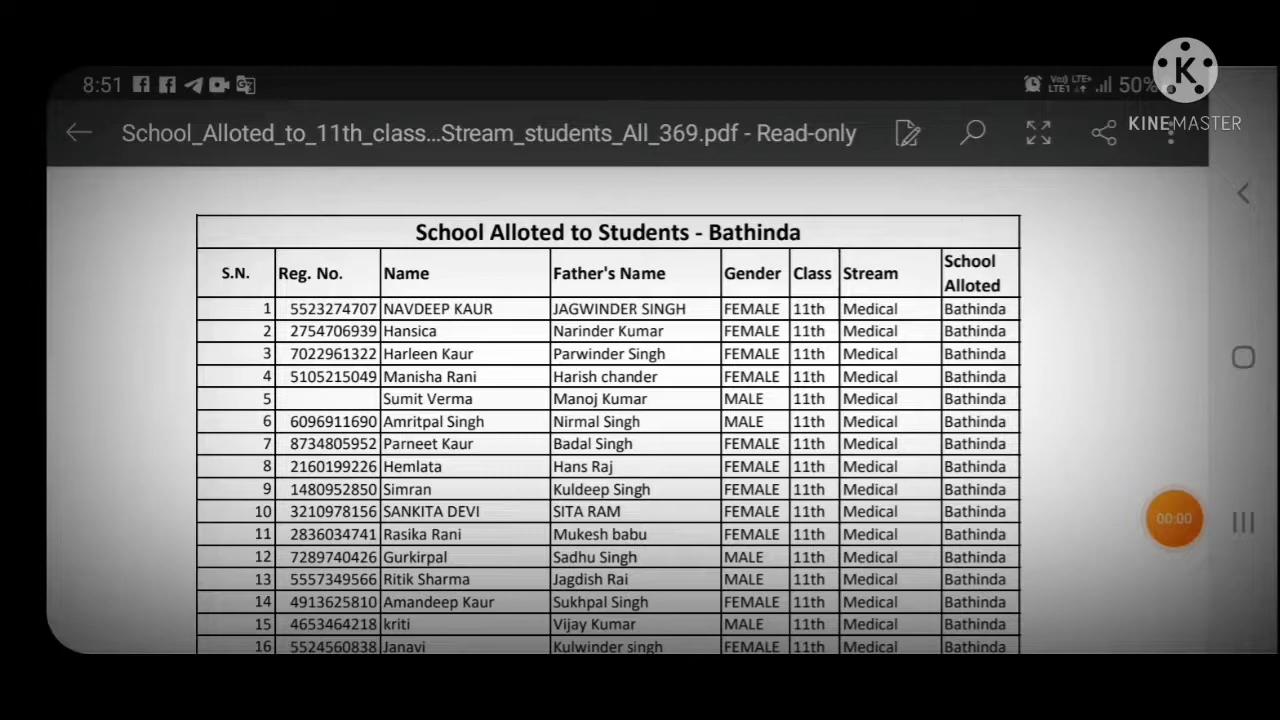 8:51
Vo) LTE+
LTE1
50%
KINEMASTER
School_Alloted_to_11th_class...Stream_students_All_369.pdf - Read-only
School Alloted to Students - Bathinda
S.N. Reg. No. Name Father's Name Gender Class Stream School Alloted
1 5523274707 NAVDEEP KAUR JAGWINDER SINGH FEMALE 11th Medical Bathinda
2 2754706939 Hansica Narinder Kumar FEMALE 11th Medical Bathinda
3 7022961322 Harleen Kaur Parwinder Singh FEMALE 11th Medical Bathinda
4 5105215049 Manisha Rani Harish chander FEMALE 11th Medical Bathinda
5 Sumit Verma Manoj Kumar MALE 11th Medical Bathinda
6 6096911690 Amritpal Singh Nirmal Singh MALE 11th Medical Bathinda
7 8734805952 Parneet Kaur Badal Singh FEMALE 11th Medical Bathinda
8 2160199226 Hemlata Hans Raj FEMALE 11th Medical Bathinda
9 1480952850 Simran Kuldeep Singh FEMALE 11th Medical Bathinda
10 3210978156 SANKITA DEVI SITA RAM FEMALE 11th Medical Bathinda
11 2836034741 Rasika Rani Mukesh babu FEMALE 11th Medical Bathinda
12 7289740426 Gurkirpal Sadhu Singh MALE 11th Medical Bathinda
13 5557349566 Ritik Sharma Jagdish Rai MALE 11th Medical Bathinda
14 4913625810 Amandeep Kaur Sukhpal Singh FEMALE 11th Medical Bathinda
15 4653464218 kriti Vijay Kumar MALE 11th Medical Bathinda
16 5524560838 Janavi Kulwinder singh FEMALE 11th Medical Bathinda
00:00